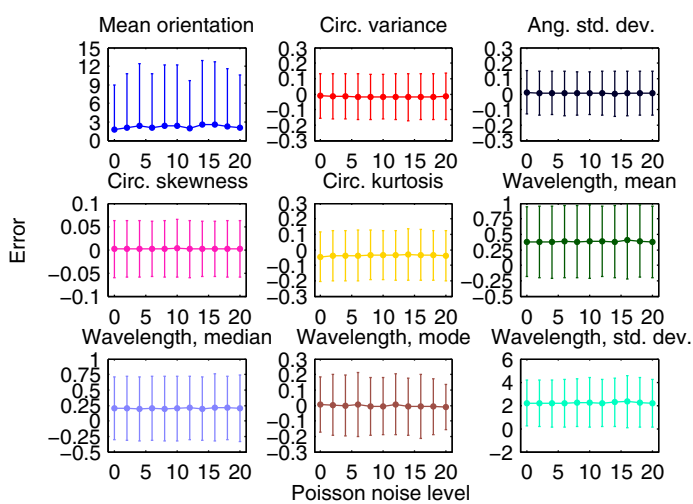 Mean orientation
Circ. variance
Ang. std. dev.
15
12
9
6
3
0
0 5 10 15 20
0.3
0.2
0.1
0
−0.1
−0.2
−0.3
0 5 10 15 20
0.3
0.2
0.1
0
−0.1
−0.2
−0.3
0 5 10 15 20
Circ. skewness
Circ. kurtosis
Wavelength, mean
Error
0.1
0.05
0
−0.05
−0.1
0 5 10 15 20
0.3
0.2
0.1
0
−0.1
−0.2
−0.3
0 5 10 15 20
1
0.75
0.5
0.25
0
−0.25
−0.5
0 5 10 15 20
Wavelength, median
Wavelength, mode
Wavelength, std. dev.
1
0.75
0.5
0.25
0
−0.25
−0.5
0 5 10 15 20
0.3
0.2
0.1
0
−0.1
−0.2
−0.3
0 5 10 15 20
6
4
2
0
−2
0 5 10 15 20
Poisson noise level